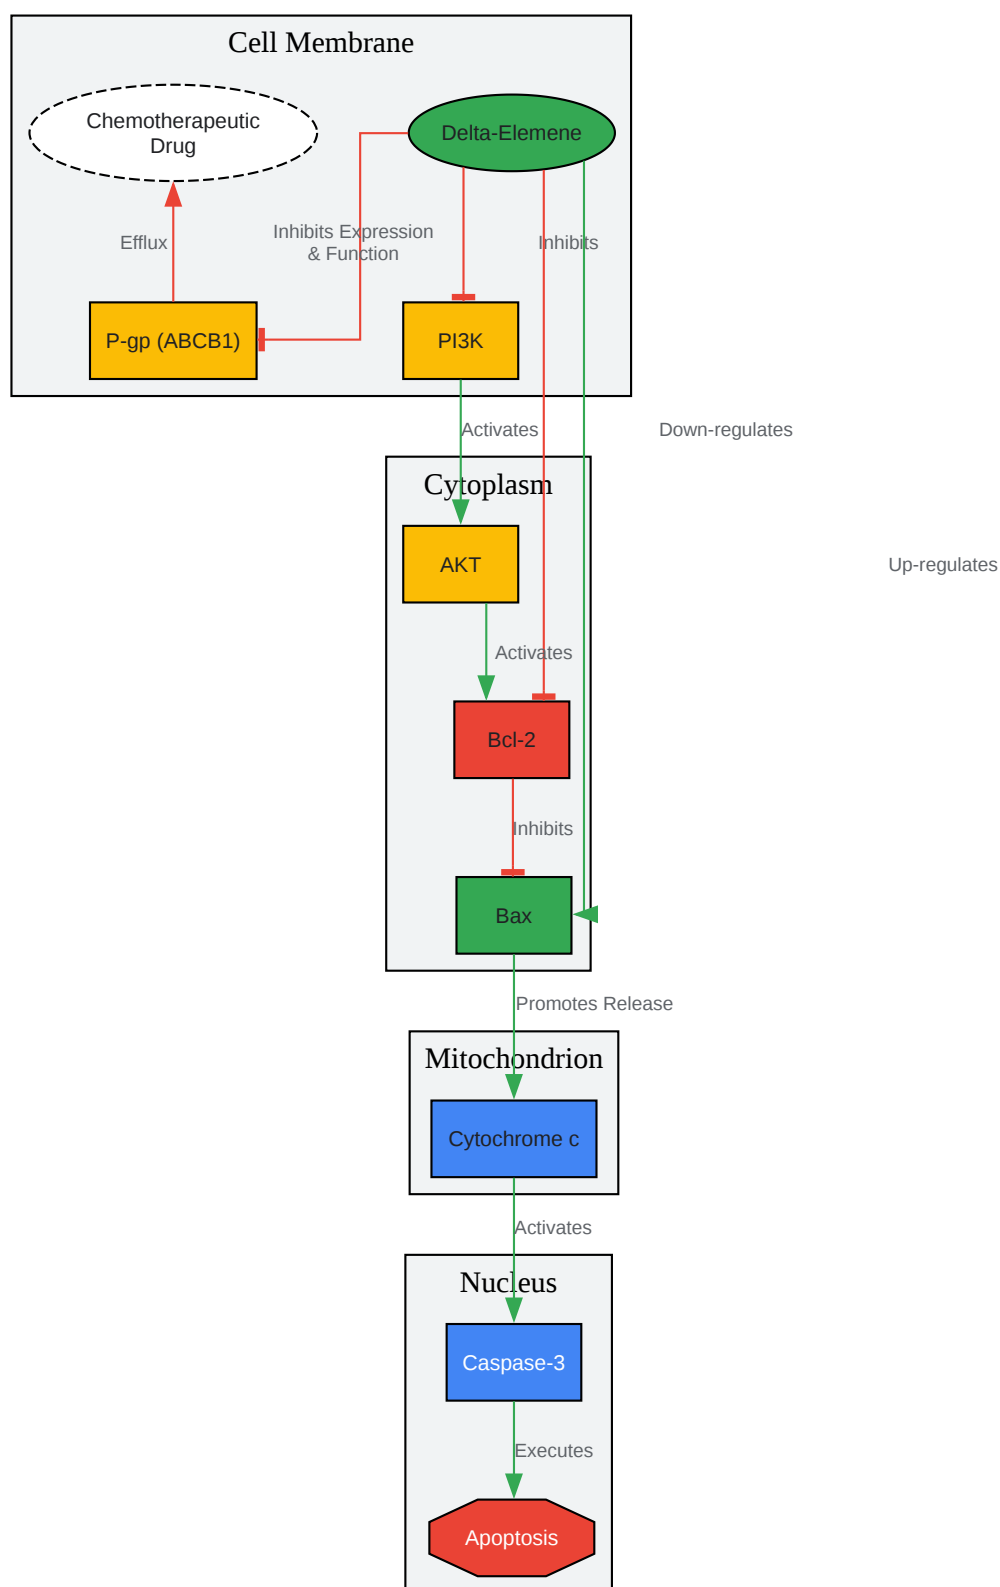 Cell Membrane
Chemotherapeutic
Drug
Delta-Elemene
Efflux
Inhibits Expression
& Function
Inhibits
P-gp (ABCB1)
PI3K
Activates
Down-regulates
Cytoplasm
AKT
Up-regulates
Activates
Bcl-2
Inhibits
Bax
Promotes Release
Mitochondrion
Cytochrome c
Activates
Nucleus
Caspase-3
Executes
Apoptosis